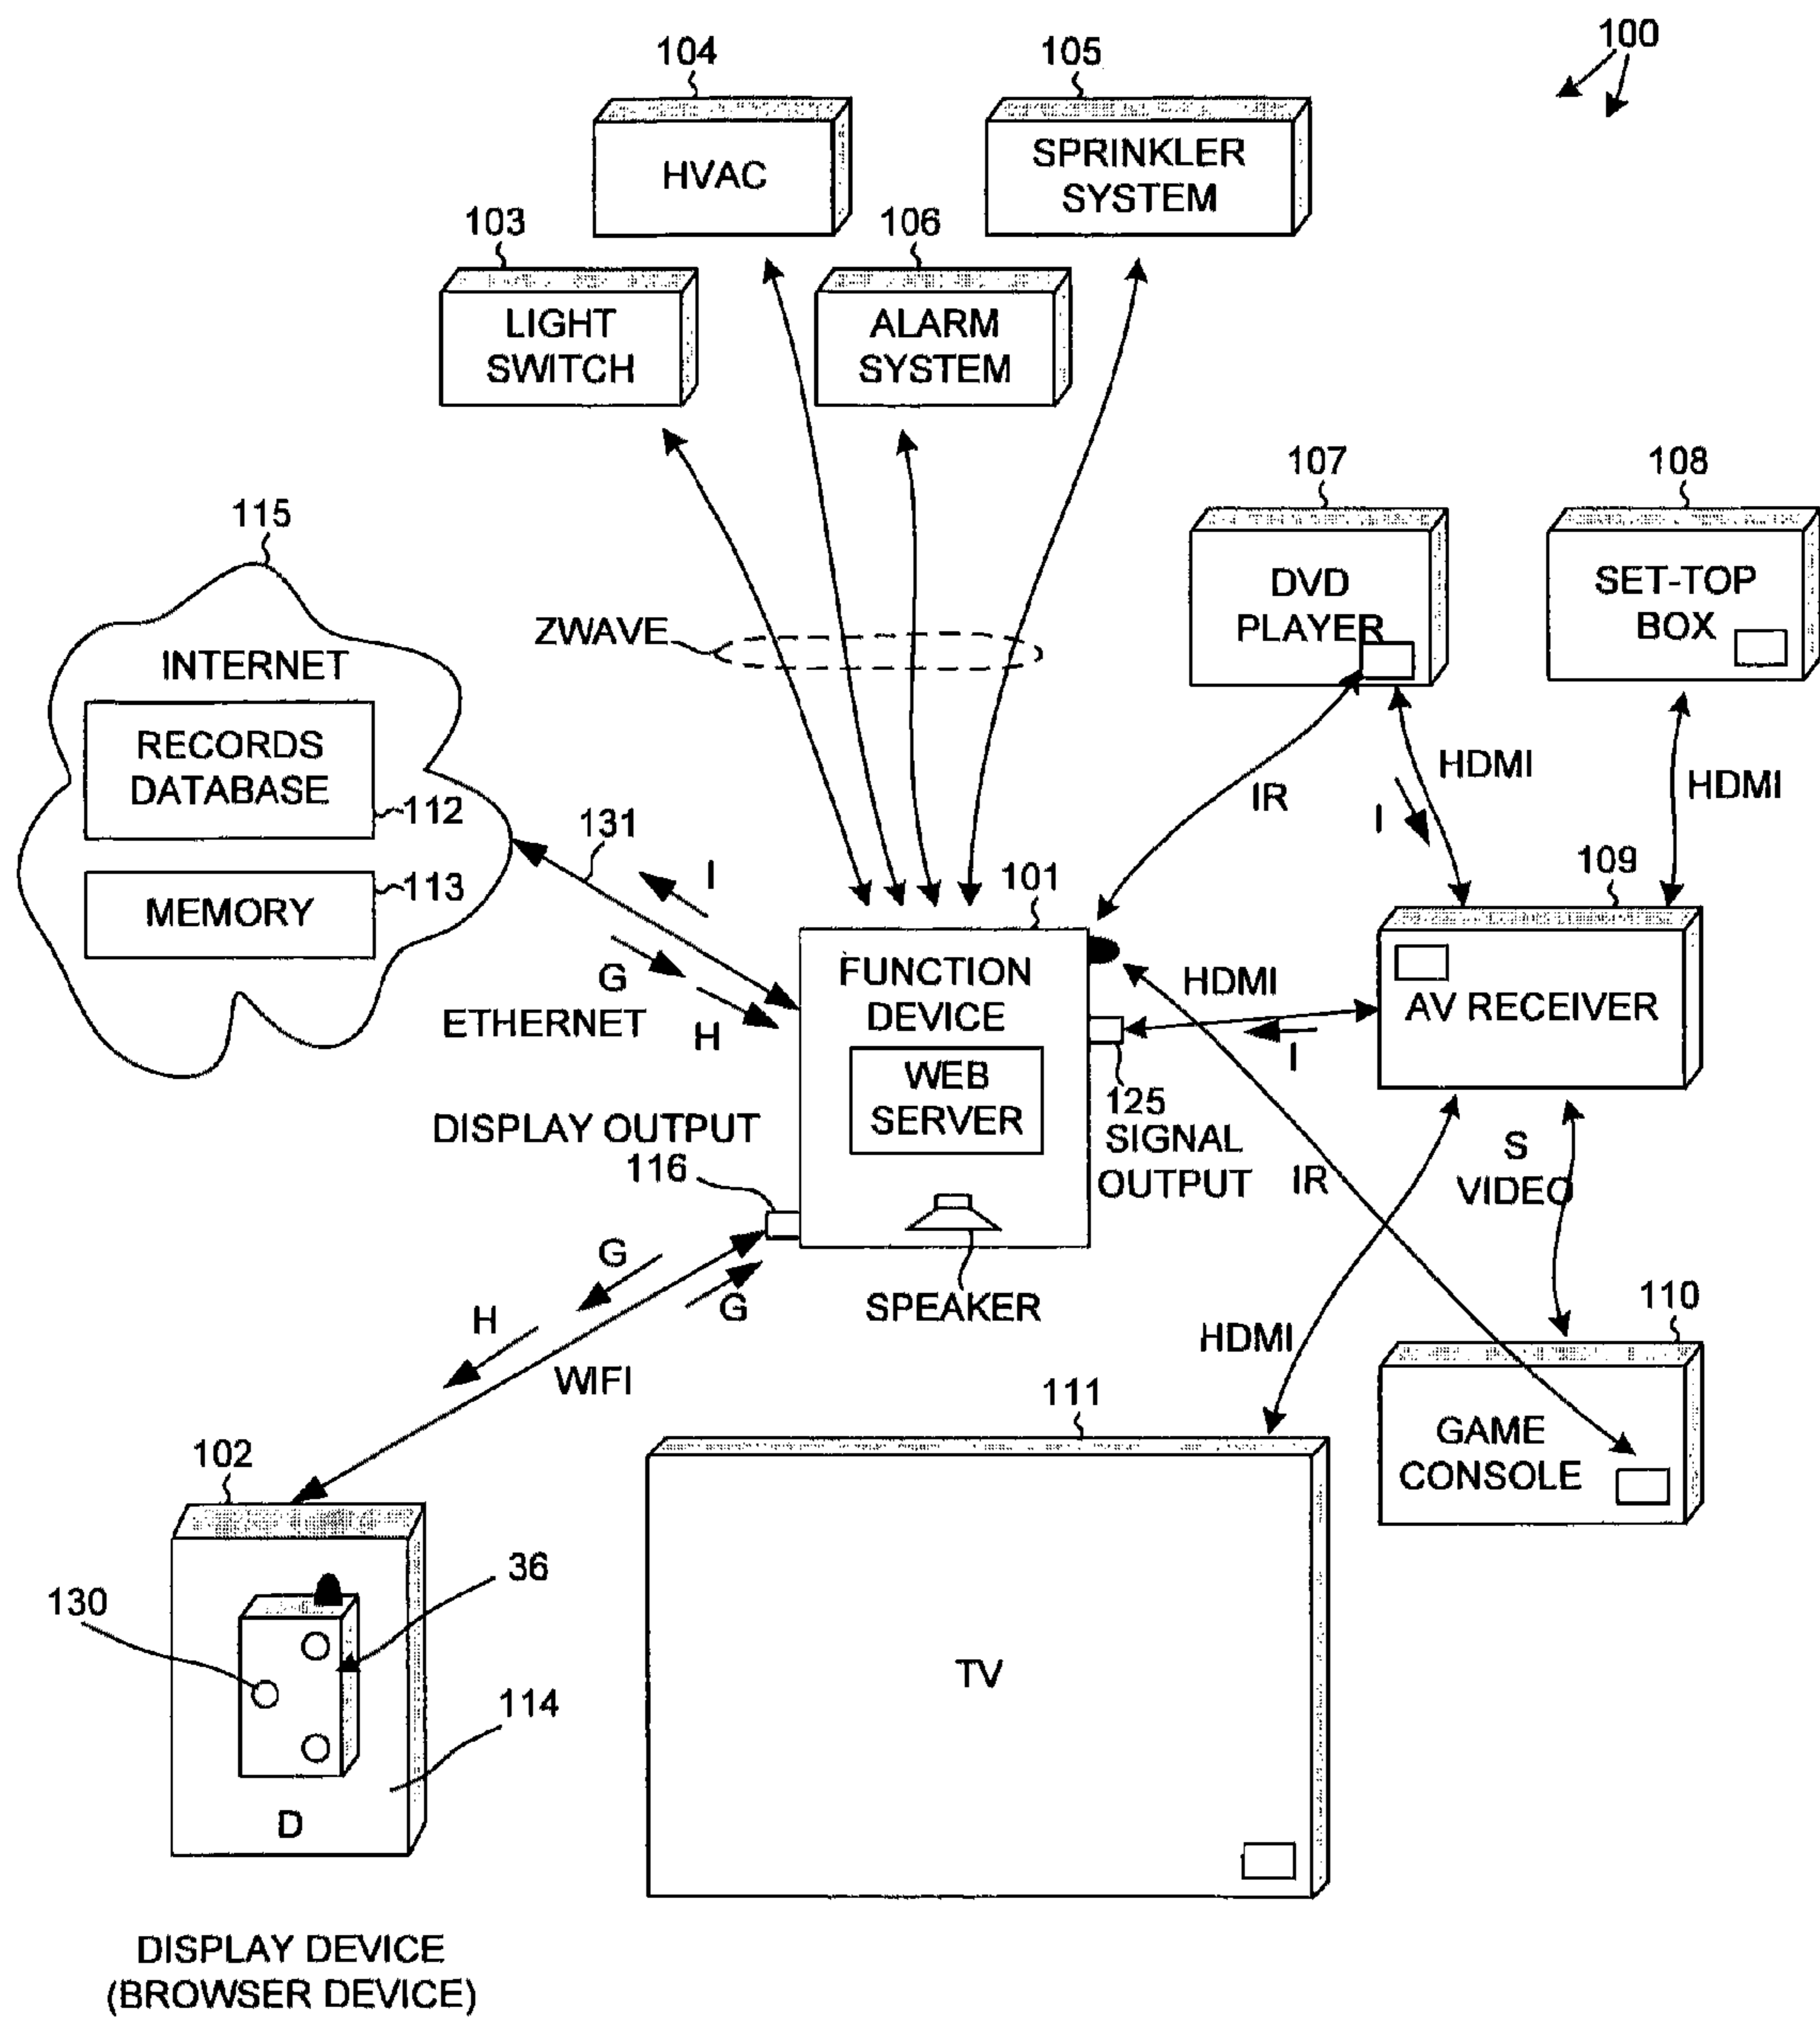 100
104
HVAC
105
SPRINKLER
SYSTEM
103
LIGHT
SWITCH
106
ALARM
SYSTEM
107
DVD
PLAYER
108
SET-TOP
BOX
115
INTERNET
RECORDS
DATABASE
112
MEMORY
113
ZWAVE
IR
HDMI
I
HDMI
131
I
G
ETHERNET
H
101
FUNCTION
DEVICE
WEB
SERVER
SPEAKER
HDMI
I
109
AV RECEIVER
125
SIGNAL
OUTPUT
DISPLAY OUTPUT
116
IR
S
VIDEO
HDMI
G
G
H
WIFI
110
GAME
CONSOLE
111
TV
102
36
130
114
D
DISPLAY DEVICE
(BROWSER DEVICE)